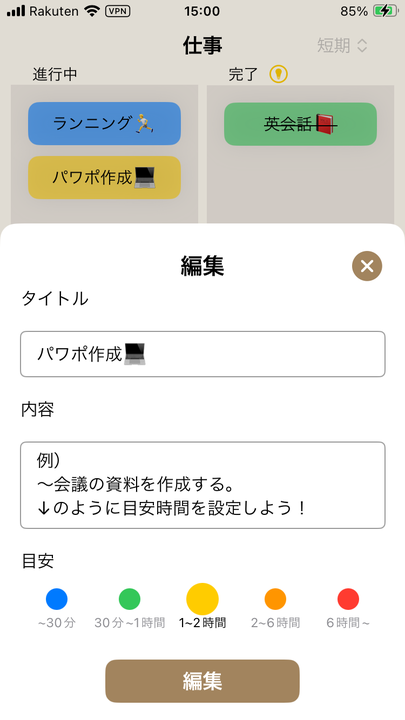 Rakuten VPN 15:00 85%
仕事 短期
進行中 完了
ランニング🏃 英会話📕
パワポ作成💻
編集
タイトル
パワポ作成💻
内容
例)
〜会議の資料を作成する。
↓のように目安時間を設定しよう！
目安
~30分 30分~1時間 1~2時間 2~6時間 6時間~
編集